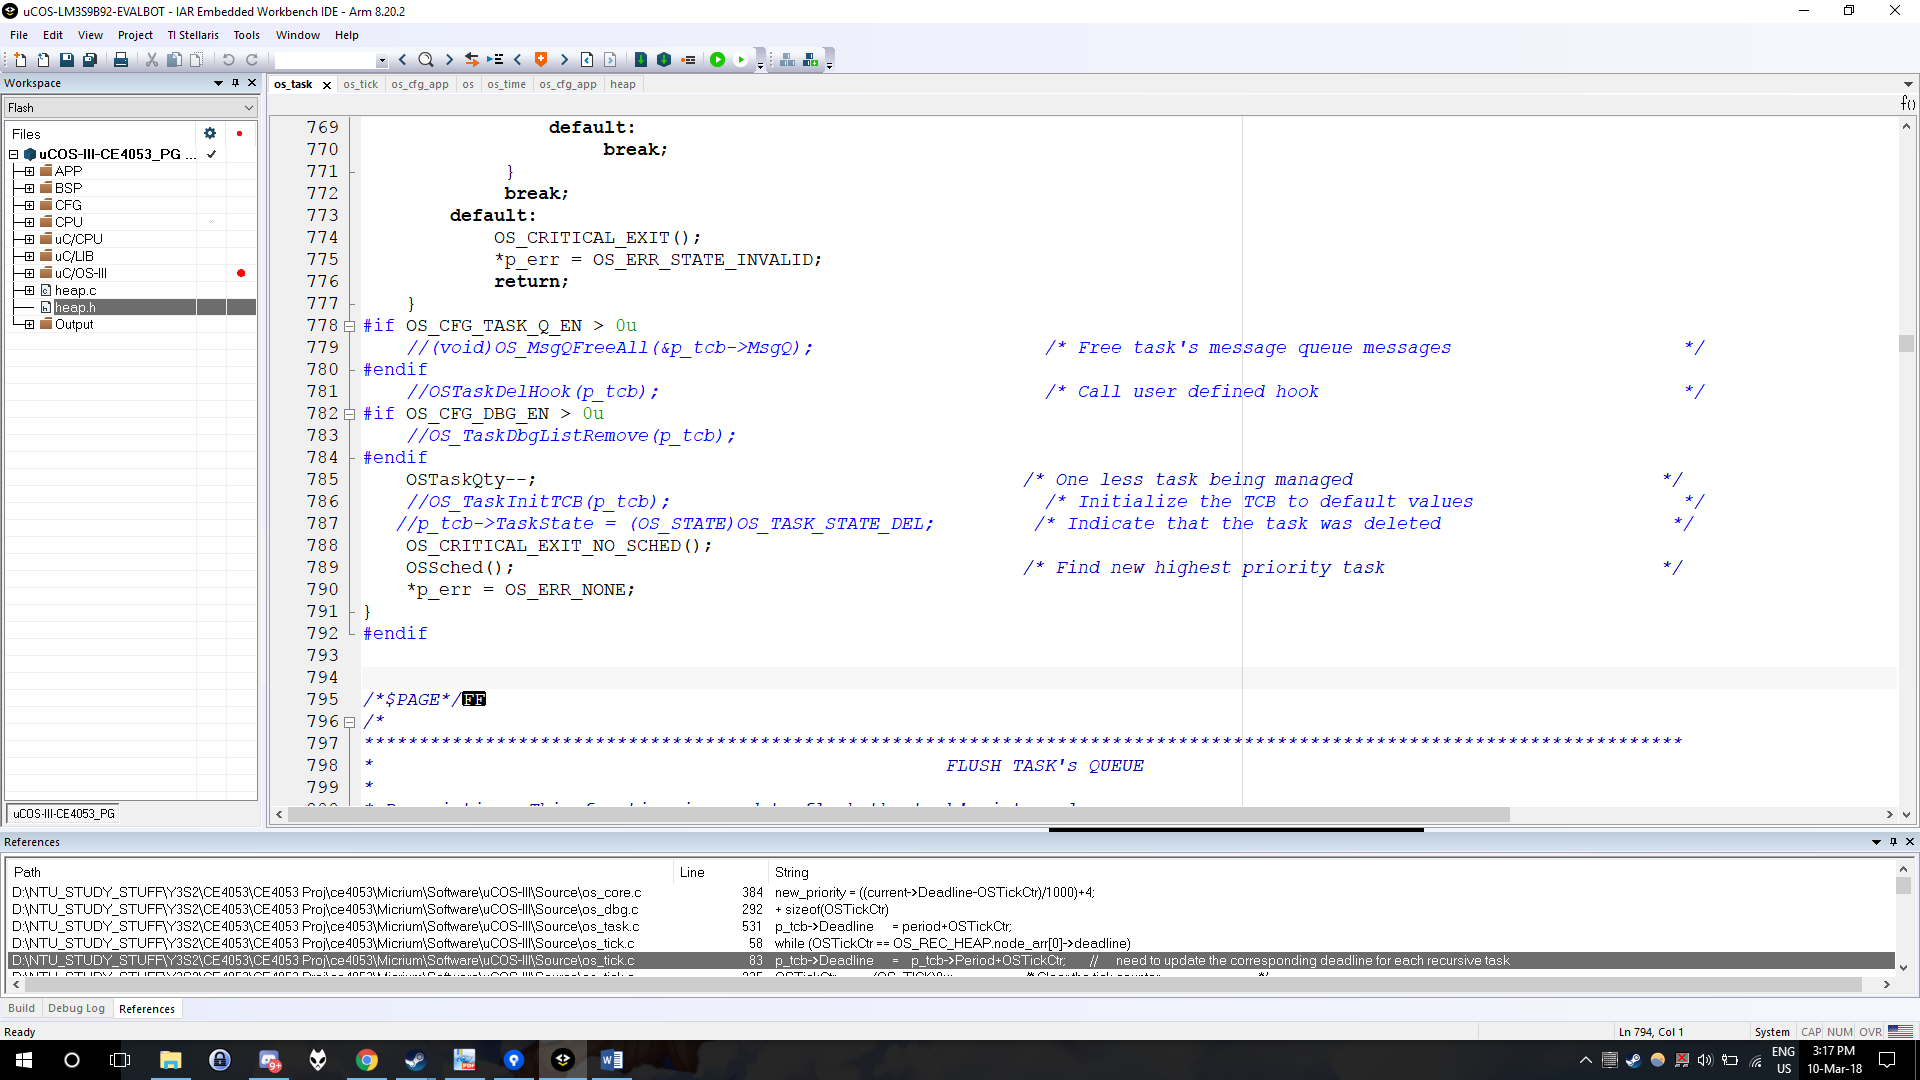 uCOS-LM3S9B92-EVALBOT - IAR Embedded Workbench IDE - Arm 8.20.2
File Edit View Project TI Stellaris Tools Window Help
Workspace
os_task os_tick os_cfg_app os os_time os_cfg_app heap
Flash
f()
Files
uCOS-III-CE4053_PG ...
APP
BSP
CFG
CPU
uC/CPU
uC/LIB
uC/OS-III
heap.c
heap.h
Output
uCOS-III-CE4053_PG
769 default:
770 break;
771 }
772 break;
773 default:
774 OS_CRITICAL_EXIT();
775 *p_err = OS_ERR_STATE_INVALID;
776 return;
777 }
778 #if OS_CFG_TASK_Q_EN > 0u
779 //(void)OS_MsgQFreeAll(&p_tcb->MsgQ); /* Free task's message queue messages */
780 #endif
781 //OSTaskDelHook(p_tcb); /* Call user defined hook */
782 #if OS_CFG_DBG_EN > 0u
783 //OS_TaskDbgListRemove(p_tcb);
784 #endif
785 OSTaskQty--; /* One less task being managed */
786 //OS_TaskInitTCB(p_tcb); /* Initialize the TCB to default values */
787 //p_tcb->TaskState = (OS_STATE)OS_TASK_STATE_DEL; /* Indicate that the task was deleted */
788 OS_CRITICAL_EXIT_NO_SCHED();
789 OSSched(); /* Find new highest priority task */
790 *p_err = OS_ERR_NONE;
791 }
792 #endif
793
794
795 /*$PAGE*/FF
796 /*
797 ************************************************************************************************************************
798 * FLUSH TASK's QUEUE
799 *
References
Path Line String
D:\NTU_STUDY_STUFF\Y3S2\CE4053\CE4053 Proj\ce4053\Micrium\Software\uCOS-III\Source\os_core.c 384 new_priority = ((current->Deadline-OSTickCtr)/1000)+4;
D:\NTU_STUDY_STUFF\Y3S2\CE4053\CE4053 Proj\ce4053\Micrium\Software\uCOS-III\Source\os_dbg.c 292 + sizeof(OSTickCtr)
D:\NTU_STUDY_STUFF\Y3S2\CE4053\CE4053 Proj\ce4053\Micrium\Software\uCOS-III\Source\os_task.c 531 p_tcb->Deadline = period+OSTickCtr;
D:\NTU_STUDY_STUFF\Y3S2\CE4053\CE4053 Proj\ce4053\Micrium\Software\uCOS-III\Source\os_tick.c 58 while (OSTickCtr == OS_REC_HEAP.node_arr[0]->deadline)
D:\NTU_STUDY_STUFF\Y3S2\CE4053\CE4053 Proj\ce4053\Micrium\Software\uCOS-III\Source\os_tick.c 83 p_tcb->Deadline = p_tcb->Period+OSTickCtr; // need to update the corresponding deadline for each recursive task
Build Debug Log References
Ready Ln 794, Col 1 System CAP NUM OVR
9+
ENG
US
3:17 PM
10-Mar-18